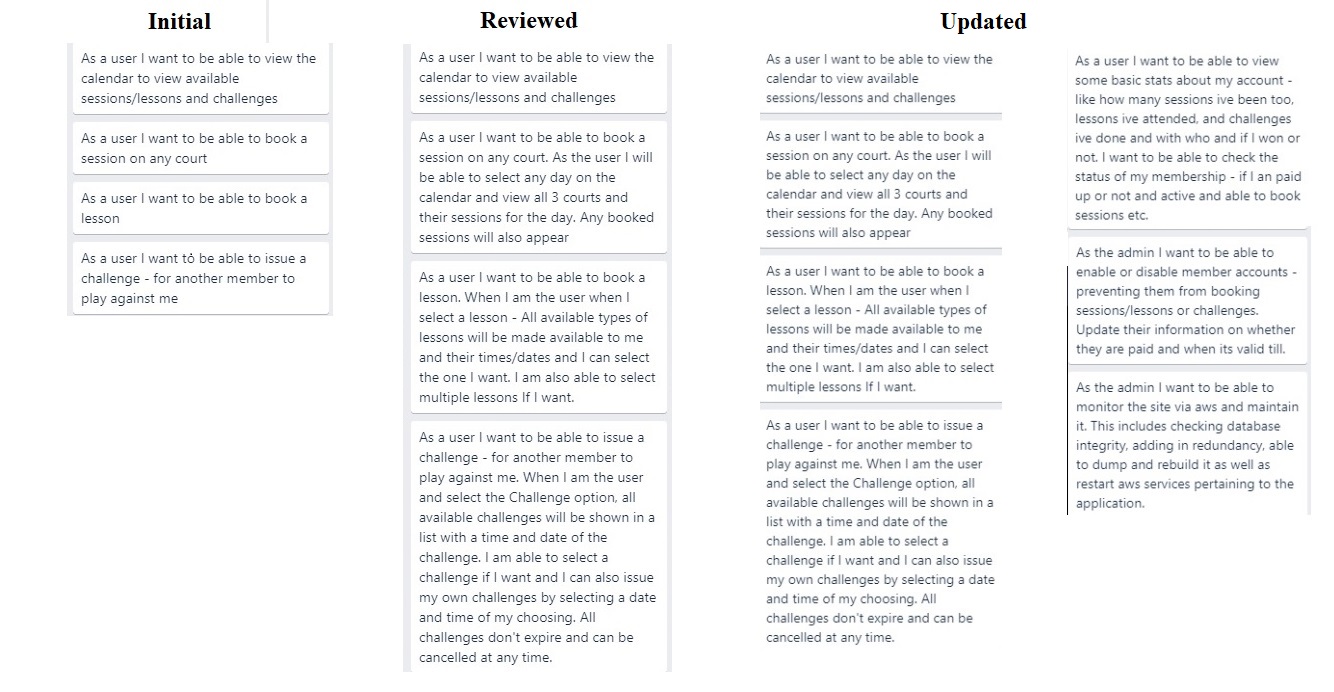 Initial
As a user I want to be able to view the
calendar to view available
sessions/lessons and challenges
As a user I want to be able to book a
session on any court
As a user I want to be able to book a
lesson
As a user I want to be able to issue a
challenge - for another member to
play against me
Reviewed
As a user I want to be able to view the
calendar to view available
sessions/lessons and challenges
As a user I want to be able to book a
session on any court. As the user I will
be able to select any day on the
calendar and view all 3 courts and
their sessions for the day. Any booked
sessions will also appear
As a user I want to be able to book a
lesson. When I am the user when I
select a lesson - All available types of
lessons will be made available to me
and their times/dates and I can select
the one I want. I am also able to select
multiple lessons If I want.
As a user I want to be able to issue a
challenge - for another member to
play against me. When I am the user
and select the Challenge option, all
available challenges will be shown in a
list with a time and date of the
challenge. I am able to select a
challenge if I want and I can also issue
my own challenges by selecting a date
and time of my choosing. All
challenges don't expire and can be
cancelled at any time.
Updated
As a user I want to be able to view the
calendar to view available
sessions/lessons and challenges
As a user I want to be able to book a
session on any court. As the user I will
be able to select any day on the
calendar and view all 3 courts and
their sessions for the day. Any booked
sessions will also appear
As a user I want to be able to book a
lesson. When I am the user when I
select a lesson - All available types of
lessons will be made available to me
and their times/dates and I can select
the one I want. I am also able to select
multiple lessons If I want.
As a user I want to be able to issue a
challenge - for another member to
play against me. When I am the user
and select the Challenge option, all
available challenges will be shown in a
list with a time and date of the
challenge. I am able to select a
challenge if I want and I can also issue
my own challenges by selecting a date
and time of my choosing. All
challenges don't expire and can be
cancelled at any time.
As a user I want to be able to view
some basic stats about my account -
like how many sessions ive been too,
lessons ive attended, and challenges
ive done and with who and if I won or
not. I want to be able to check the
status of my membership - if I an paid
up or not and active and able to book
sessions etc.
As the admin I want to be able to
enable or disable member accounts -
preventing them from booking
sessions/lessons or challenges.
Update their information on whether
they are paid and when its valid till.
As the admin I want to be able to
monitor the site via aws and maintain
it. This includes checking database
integrity, adding in redundancy, able
to dump and rebuild it as well as
restart aws services pertaining to the
application.